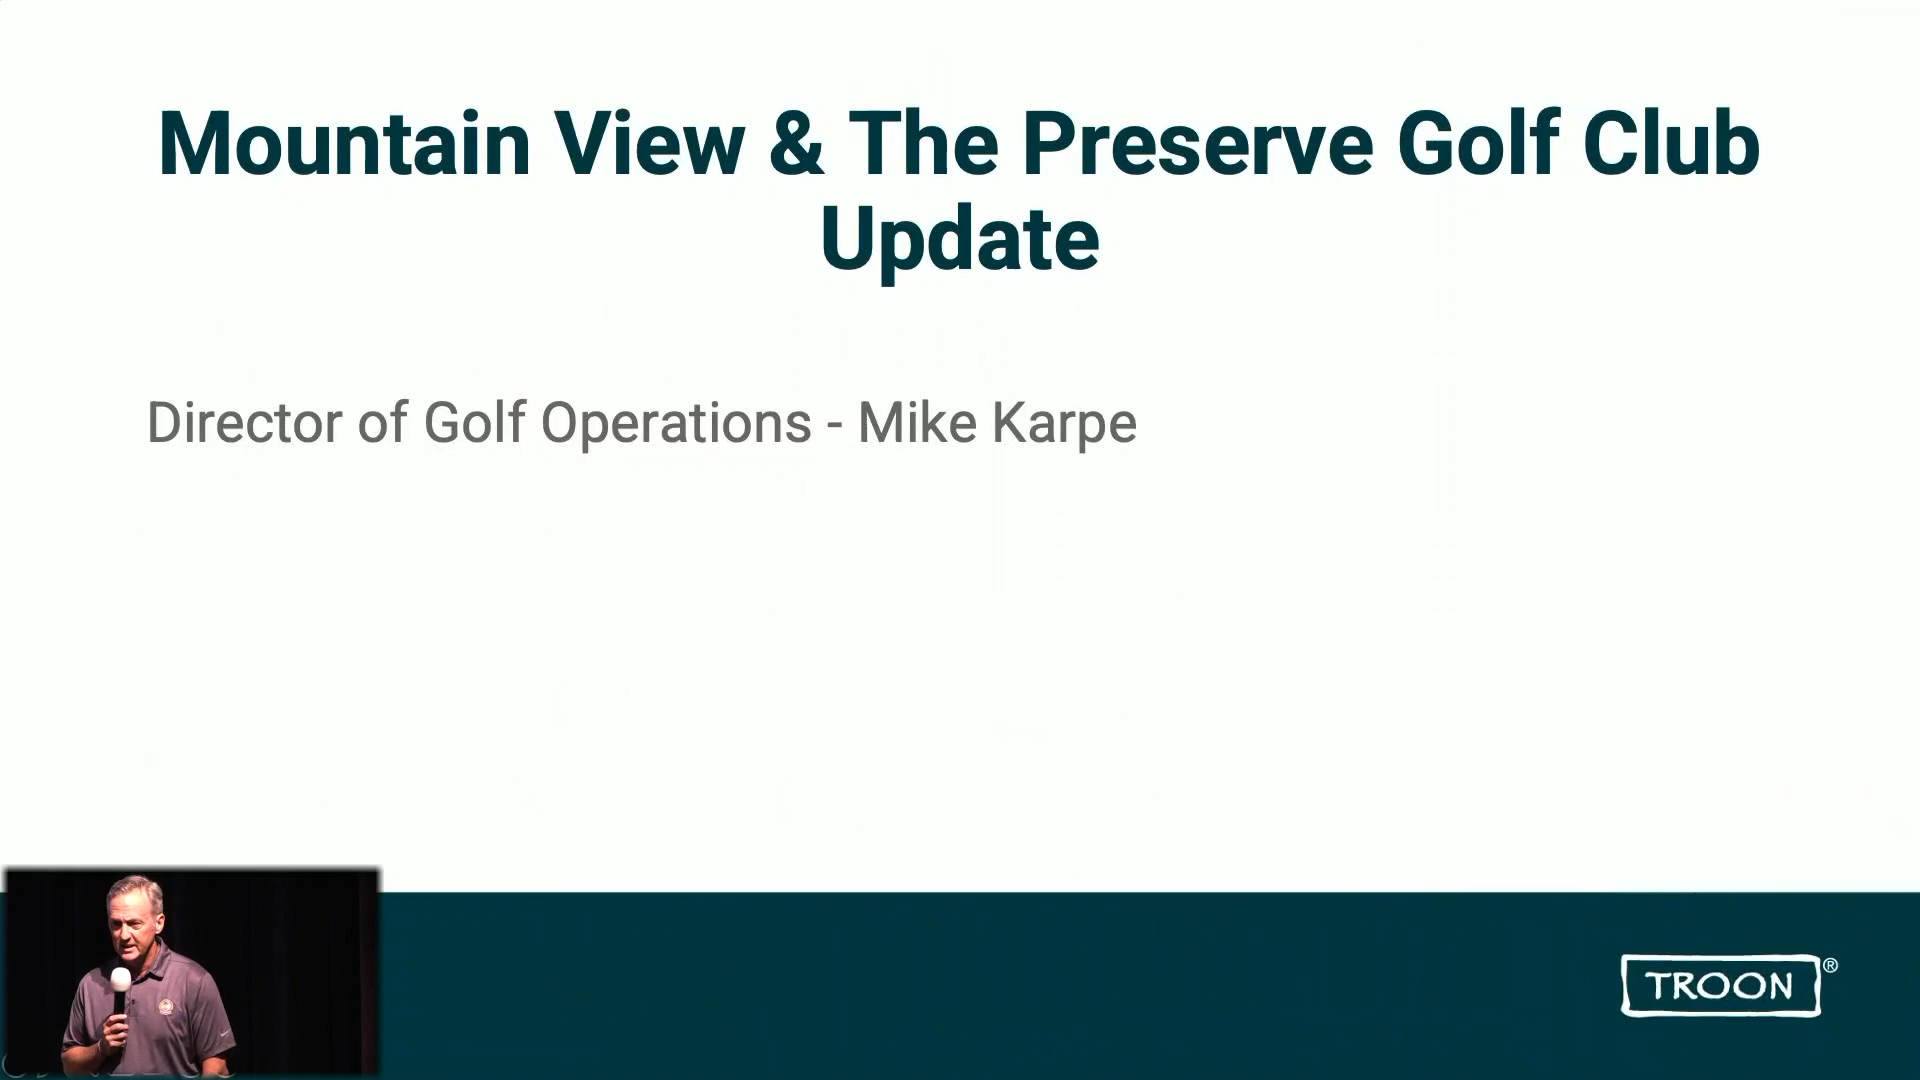 Mountain View & The Preserve Golf Club
Update
Director of Golf Operations - Mike Karpe
TROON®